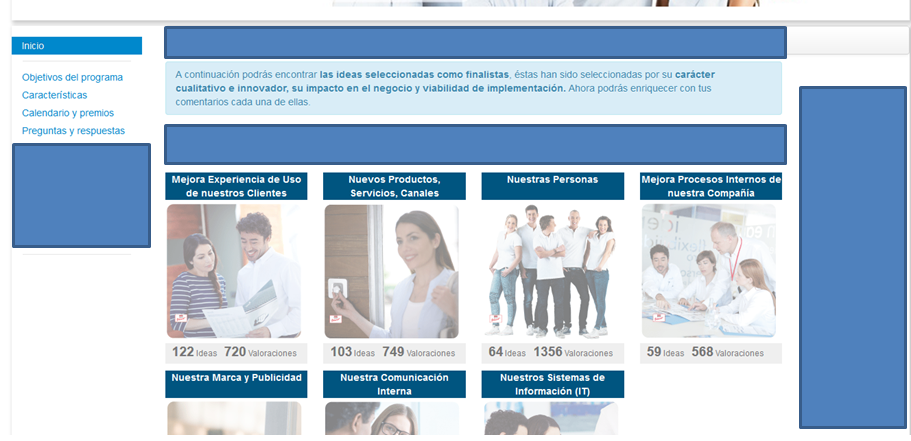 Inicio
Objetivos del programa
Características
Calendario y premios
Preguntas y respuestas
A continuación podrás encontrar las ideas seleccionadas como finalistas, éstas han sido seleccionadas por su carácter
cualitativo e innovador, su impacto en el negocio y viabilidad de implementación. Ahora podrás enriquecer con tus
comentarios cada una de ellas.
Mejora Experiencia de Uso
de nuestros Clientes
Nuevos Productos,
Servicios, Canales
Nuestras Personas
Mejora Procesos Internos de
nuestra Compañía
122 Ideas 720 Valoraciones
103 Ideas 749 Valoraciones
64 Ideas 1356 Valoraciones
59 Ideas 568 Valoraciones
Nuestra Marca y Publicidad
Nuestra Comunicación
Interna
Nuestros Sistemas de
Información (IT)